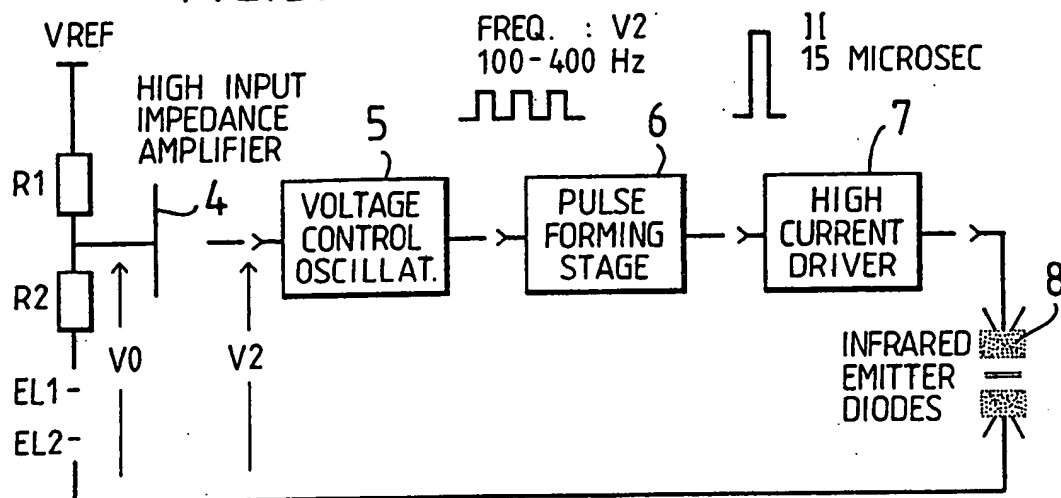 VREF
FREQ. : V2
100-400 Hz
][
15 MICROSEC
HIGH INPUT
IMPEDANCE
AMPLIFIER
4
5
6
7
R1
VOLTAGE
CONTROL
OSCILLAT.
PULSE
FORMING
STAGE
HIGH
CURRENT
DRIVER
R2
8
V0
V2
INFRARED
EMITTER
DIODES
EL1
EL2